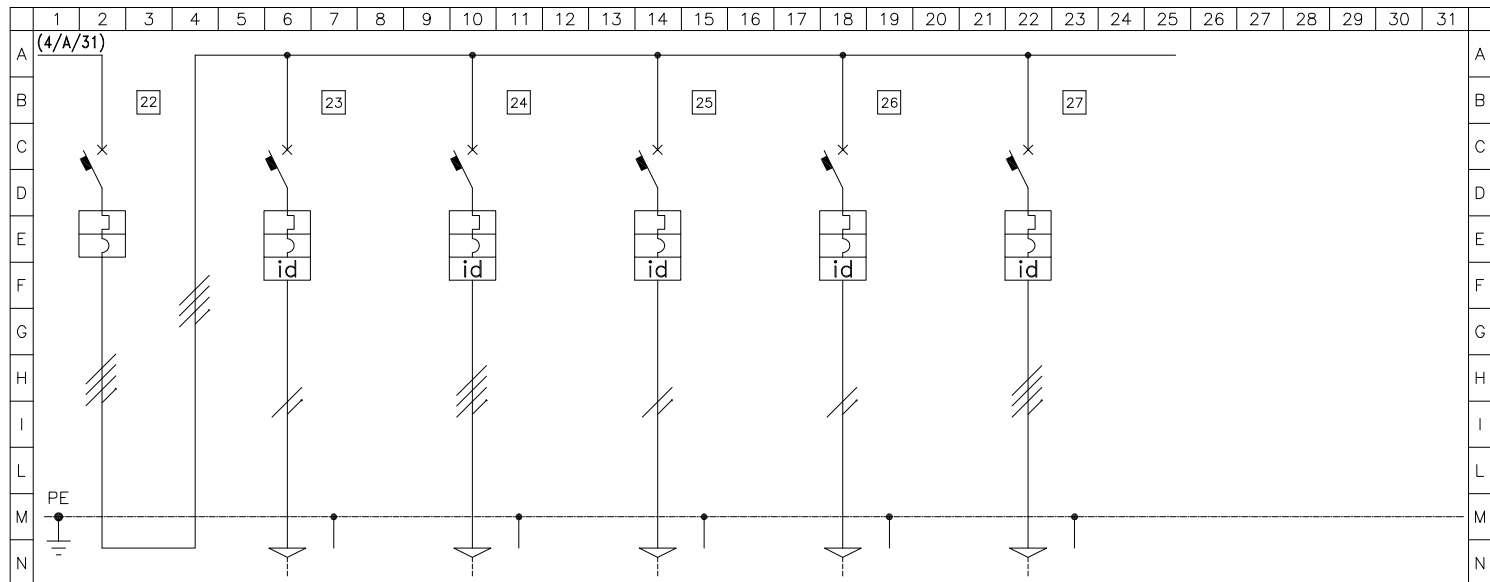 1 2 3 4 5 6 7 8 9 10 11 12 13 14 15 16 17 18 19 20 21 22 23 24 25 26 27 28 29 30 31
(4/A/31)
A A
B 22 23 24 25 26 27 B
C C
D D
E E
id id id id id
F F
G G
H H
I I
L L
PE
M M
N N